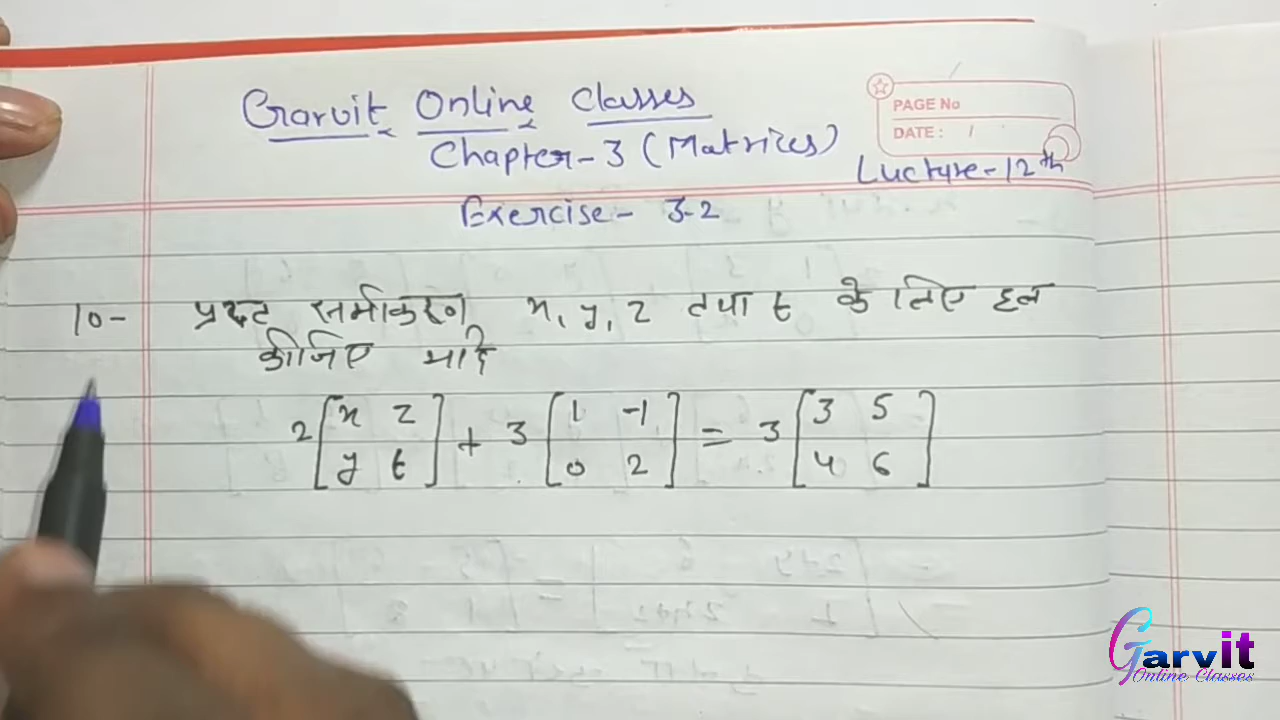 Garvit Online Classes
PAGE No
DATE :
Chapter-3 (Matrices)
Lucture-12th
Exercise- 3.2
10- प्रदत्त समीकरण x, y, z तथा t के लिए हल
कीजिए यदि
2 [x z] + 3 [1 -1] = 3 [3 5]
[y t] [0 2] [4 6]
Garvit
Online Classes